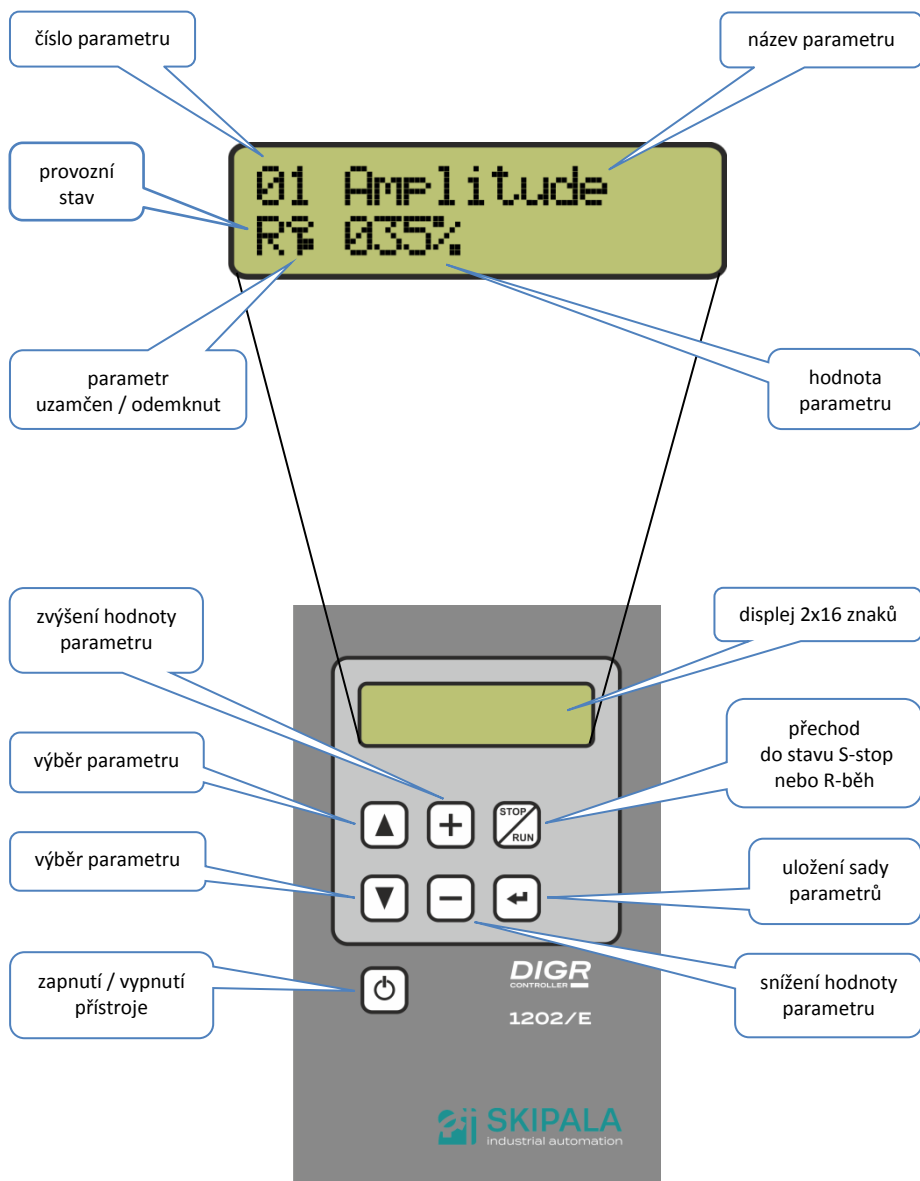 číslo parametru
název parametru
provozní
stav
01 Amplitude
R 035%
parametr
uzamčen / odemknut
hodnota
parametru
zvýšení hodnoty
parametru
displej 2x16 znaků
přechod
do stavu S-stop
nebo R-běh
výběr parametru
STOP
RUN
výběr parametru
uložení sady
parametrů
zapnutí / vypnutí
přístroje
DIGR
CONTROLLER
1202/E
snížení hodnoty
parametru
SKIPALA
industrial automation